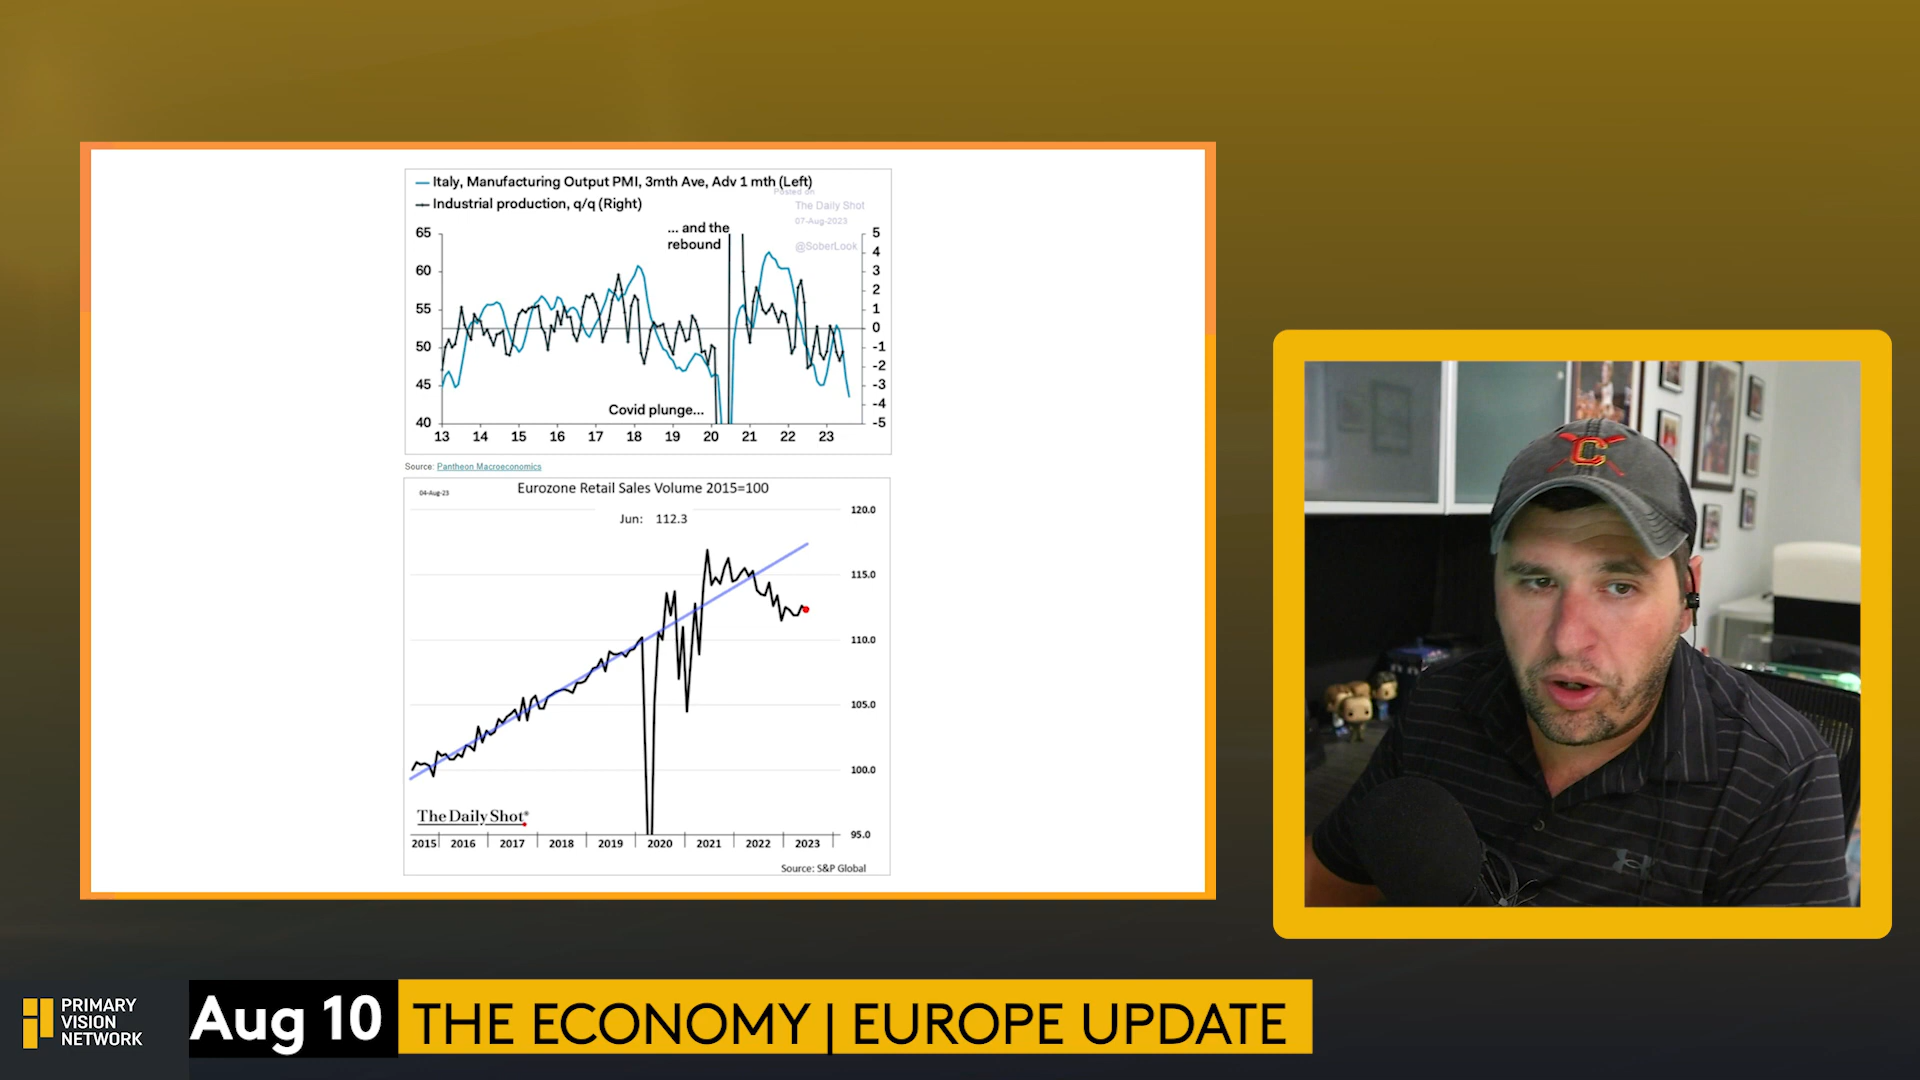 Italy, Manufacturing Output PMI, 3mth Ave, Adv 1 mth (Left)
Industrial production, q/q (Right)
Posted on
The Daily Shot
07-Aug-2023
@SoberLook
... and the
rebound
65
60
55
50
45
40
5
4
3
2
1
0
-1
-2
-3
-4
-5
Covid plunge...
13 14 15 16 17 18 19 20 21 22 23
Source: Pantheon Macroeconomics
04-Aug-23
Eurozone Retail Sales Volume 2015=100
Jun: 112.3
120.0
115.0
110.0
105.0
100.0
95.0
The Daily Shot®
2015 2016 2017 2018 2019 2020 2021 2022 2023
Source: S&P Global
C
PRIMARY
VISION
NETWORK
Aug 10
THE ECONOMY | EUROPE UPDATE